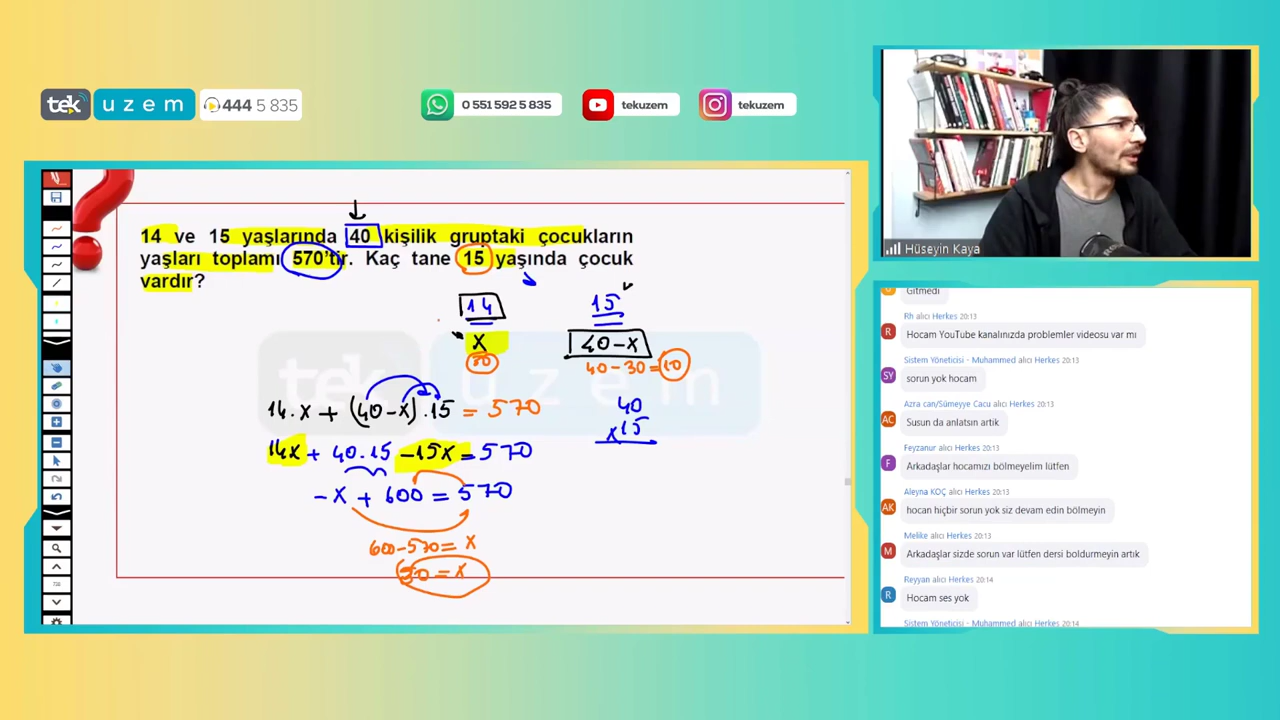 tek uzem 444 5 835
0 551 592 5 835
tekuzem
tekuzem
14 ve 15 yaşlarında 40 kişilik gruptaki çocukların
yaşları toplamı 570'tir. Kaç tane 15 yaşında çocuk
vardır?
14 15
x 40-x
30 40-30=10
tek uzem
14.x + (40-x).15 = 570
40
x15
14x + 40.15 -15x = 570
-x + 600 = 570
600-570 = x
30 = x
Hüseyin Kaya
Gitmedi
Rh alıcı Herkes 20:13
R
Hocam YouTube kanalınızda problemler videosu var mı
Sistem Yöneticisi - Muhammed alıcı Herkes 20:13
SY
sorun yok hocam
Azra can/Sümeyye Cacu alıcı Herkes 20:13
AC
Susun da anlatsın artik
Feyzanur alıcı Herkes 20:13
F
Arkadaşlar hocamızı bölmeyelim lütfen
Aleyna KOÇ alıcı Herkes 20:13
AK
hocan hiçbir sorun yok siz devam edin bölmeyin
Melike alıcı Herkes 20:13
M
Arkadaşlar sizde sorun var lütfen dersi boldurmeyin artık
Reyyan alıcı Herkes 20:14
R
Hocam ses yok
Sistem Yöneticisi - Muhammed alıcı Herkes 20:14